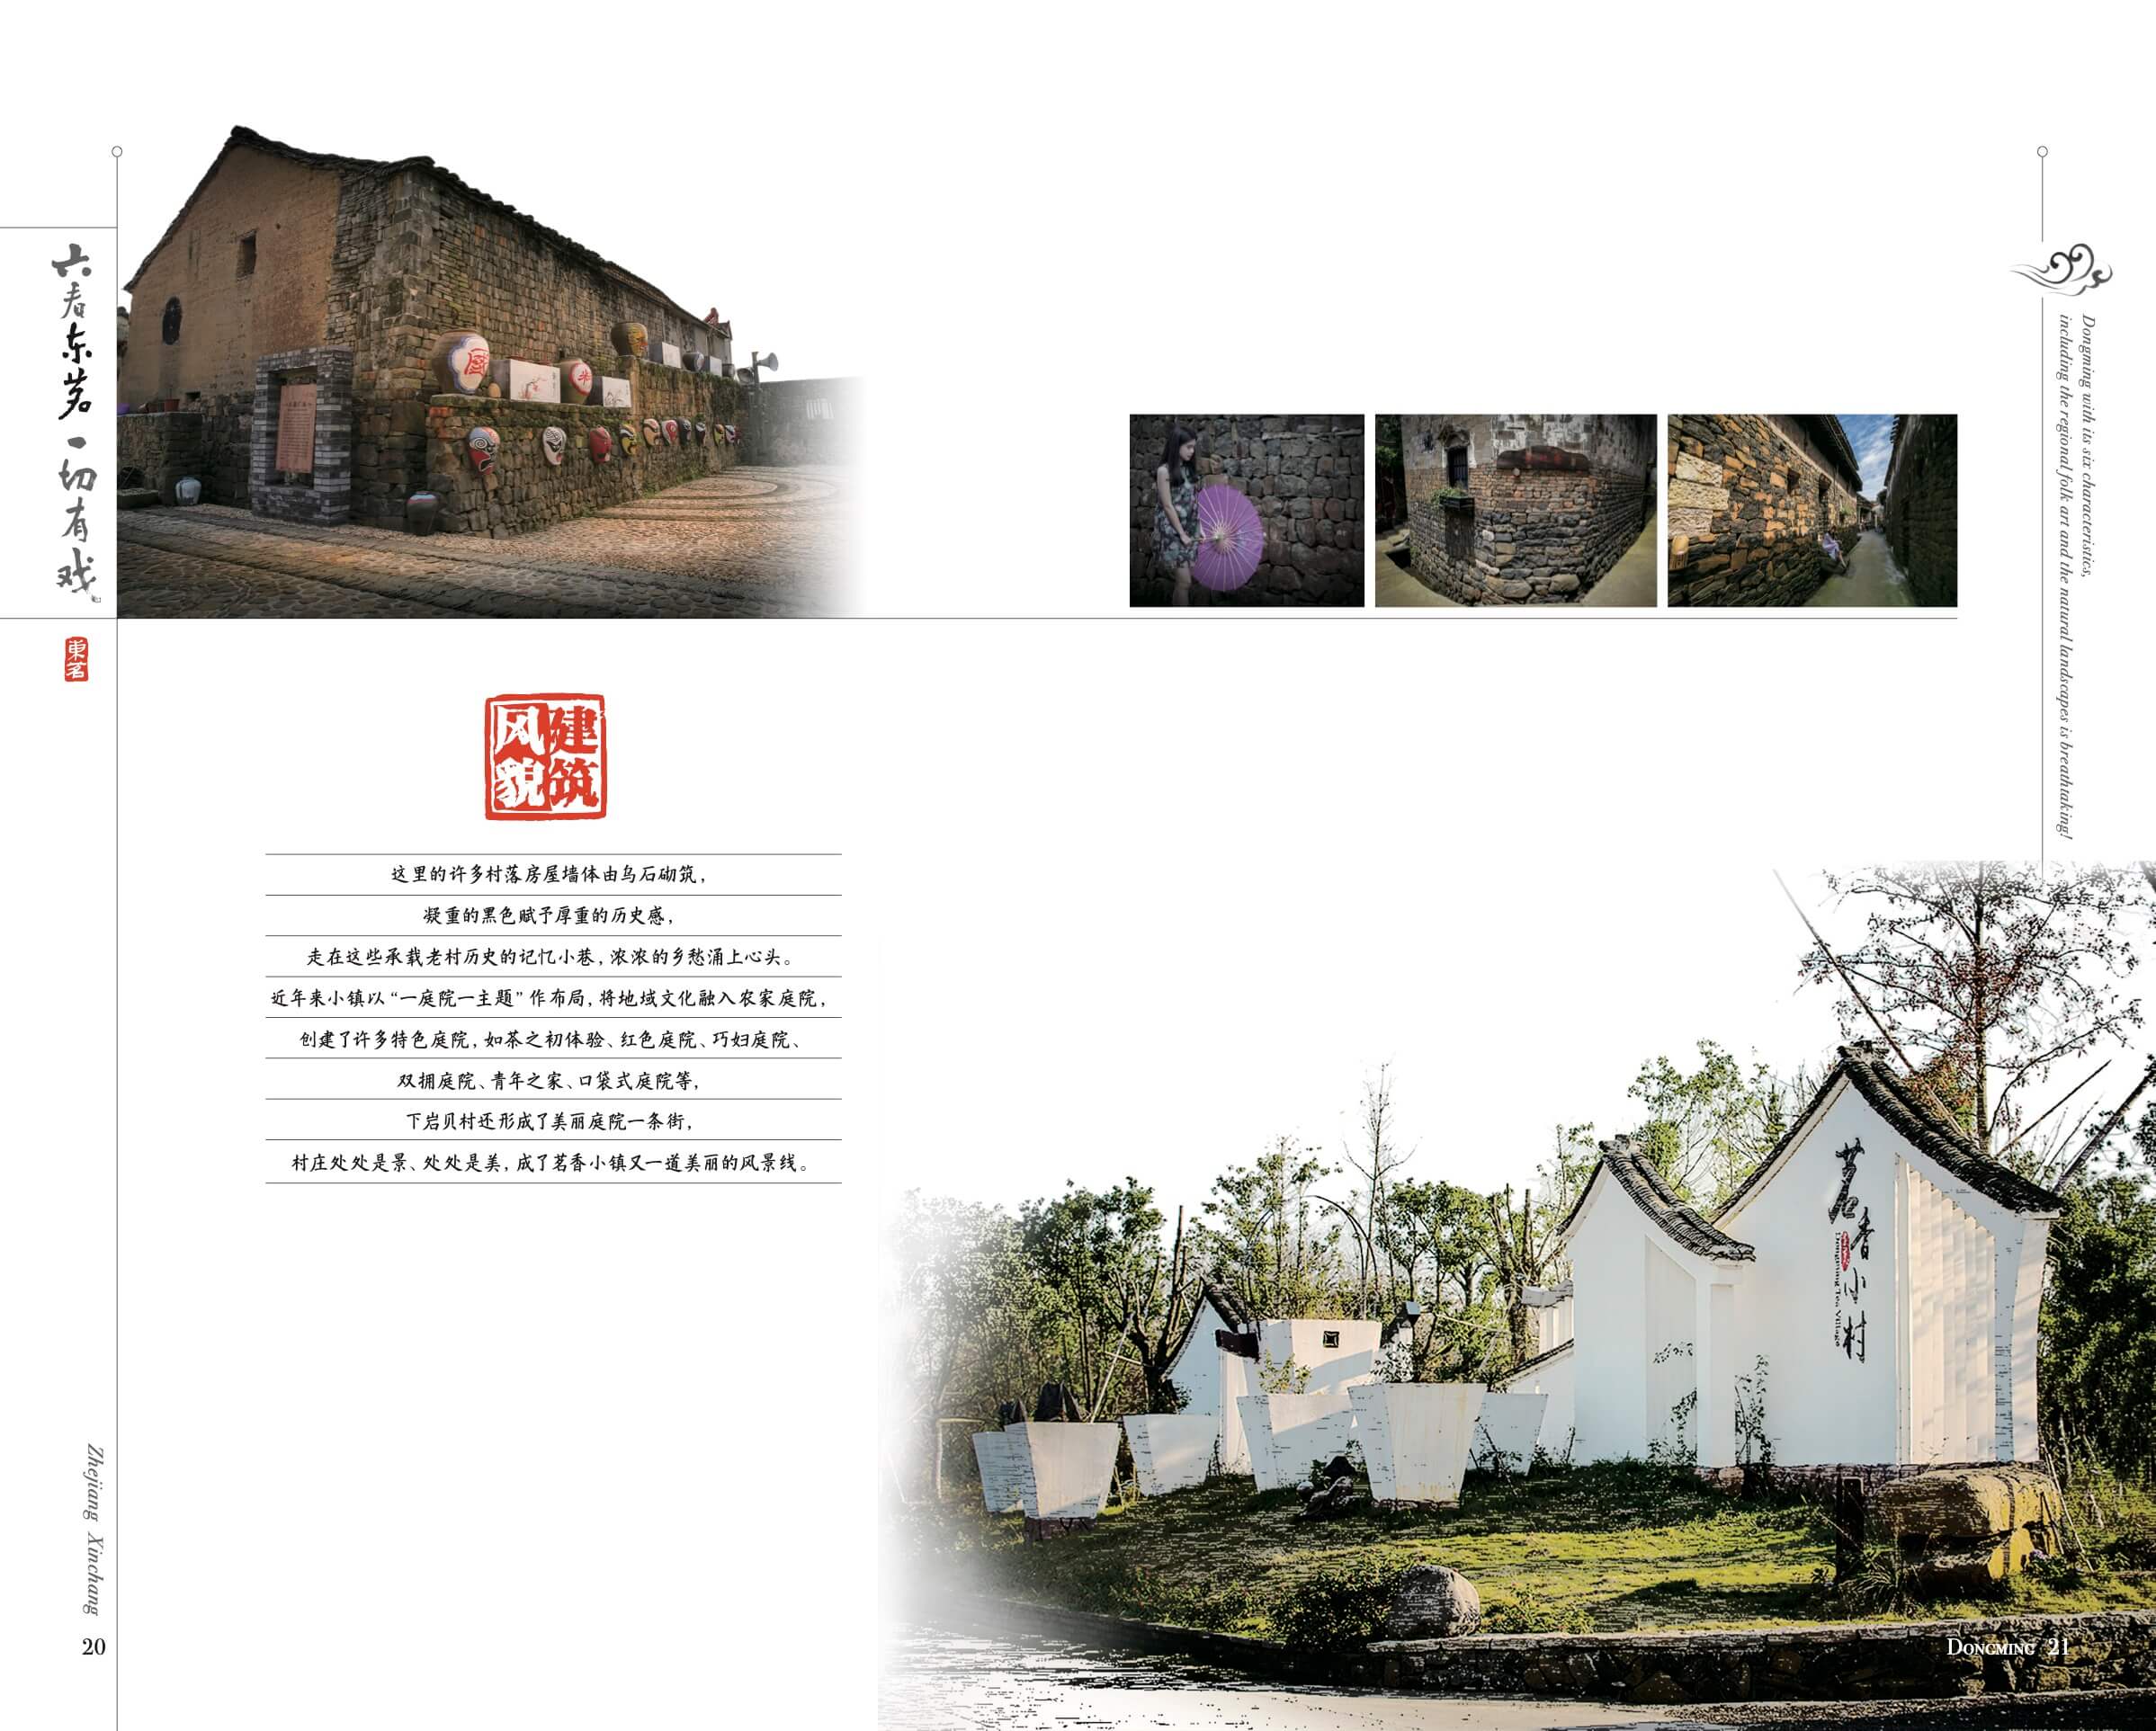 六看东茗一切有戏
東茗
建筑风貌
这里的许多村落房屋墙体由乌石砌筑，
凝重的黑色赋予厚重的历史感，
走在这些承载老村历史的记忆小巷，浓浓的乡愁涌上心头。
近年来小镇以“一庭院一主题”作布局，将地域文化融入农家庭院，
创建了许多特色庭院，如茶之初体验、红色庭院、巧妇庭院、
双拥庭院、青年之家、口袋式庭院等，
下岩贝村还形成了美丽庭院一条街，
村庄处处是景、处处是美，成了茗香小镇又一道美丽的风景线。
Zhejiang Xinchang
20
Dongming with its six characteristics,
including the regional folk art and the natural landscapes is breathtaking!
茗香小村
Dongming Tea Village
DONGMING 21